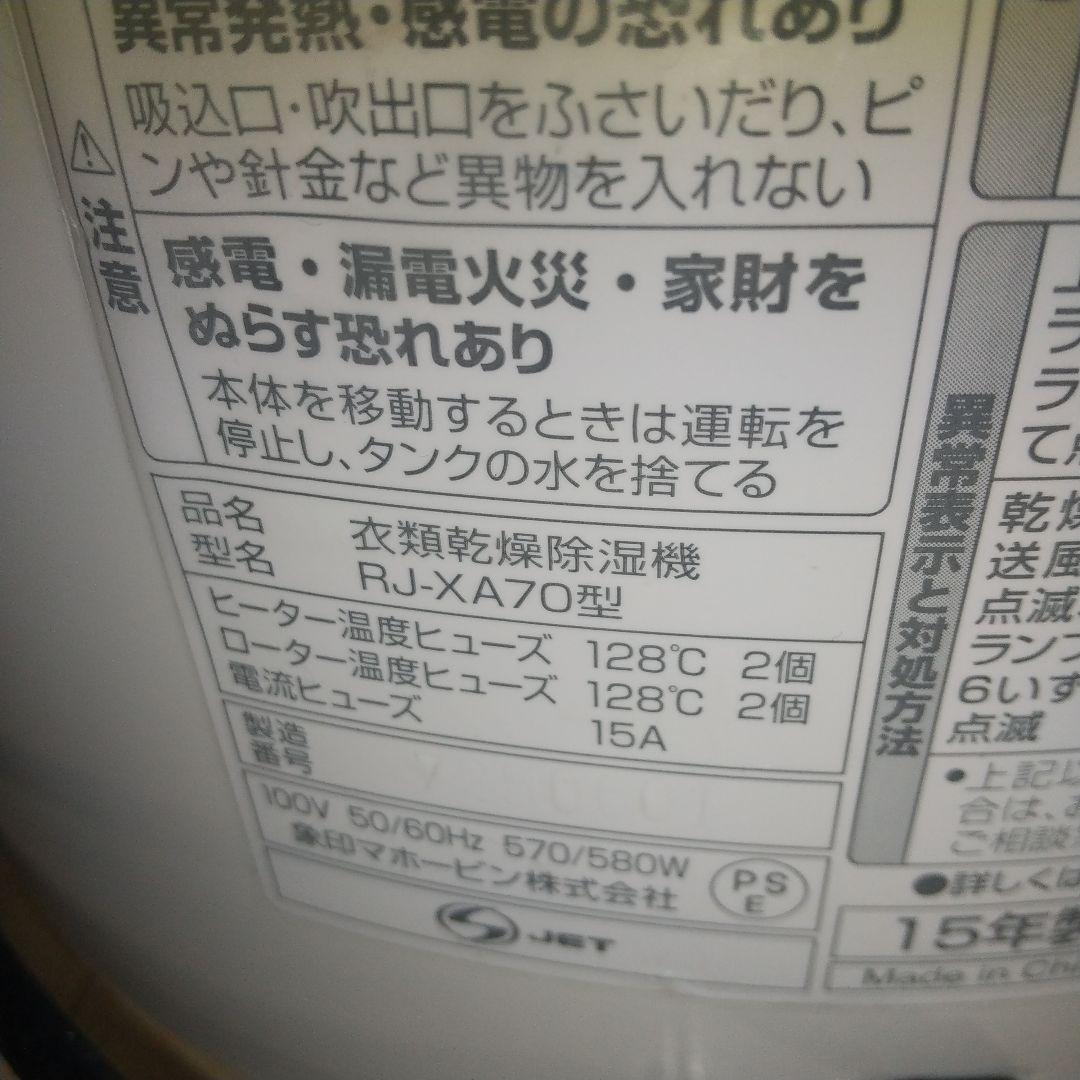 異常発熱・感電の恐れあり
吸込口・吹出口をふさいだり、ピ
ンや針金など異物を入れない
注意
感電・漏電火災・家財を
ぬらす恐れあり
本体を移動するときは運転を
停止し、タンクの水を捨てる
品名 衣類乾燥除湿機
型名 RJ-XA70型
ヒーター温度ヒューズ 128℃ 2個
ローター温度ヒューズ 128℃ 2個
電流ヒューズ 15A
製造
番号
100V 50/60Hz 570/580W
象印マホービン株式会社
PS
E
JET
異常表示と対処方法
ラ
ラ
て
乾燥
送風
点滅
ランプ
6いず
点滅
●上記以
合は、お
ご相談
●詳しくは
15年製
Made in Chi